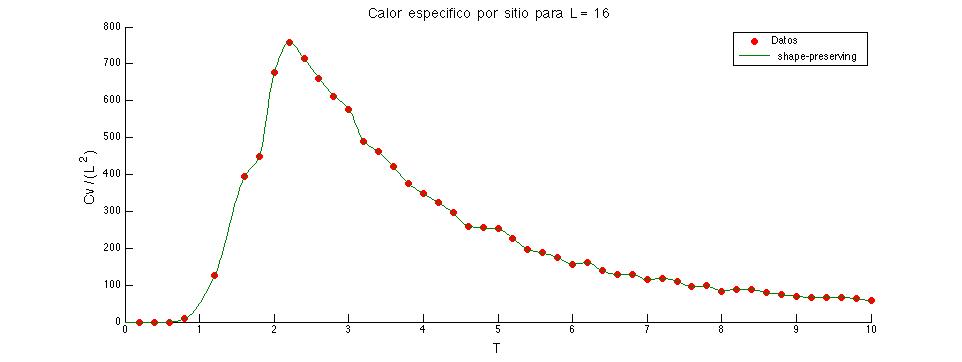 Calor especifico por sitio para L = 16
800
700
600
500
400
300
200
100
0
Cv / (L^2)
0 1 2 3 4 5 6 7 8 9 10
T
Datos
shape-preserving